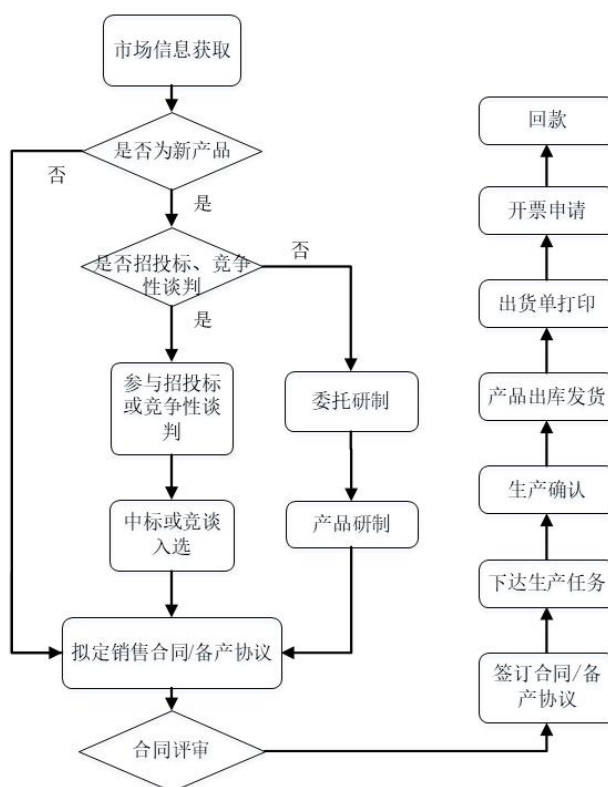 市场信息获取
是否为新产品
否
是
是否招投标、竞争
性谈判
否
是
参与招投标
或竞争性谈
判
委托研制
中标或竞谈
入选
产品研制
拟定销售合同/备产协议
合同评审
签订合同/备
产协议
下达生产任务
生产确认
产品出库发货
出货单打印
开票申请
回款